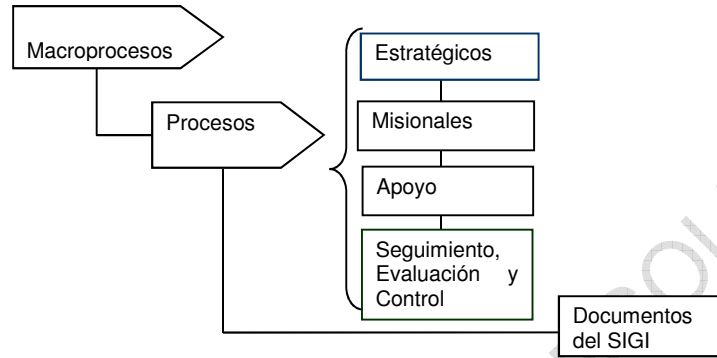 Macroprocesos
Procesos
Estratégicos
Misionales
Apoyo
Seguimiento,
Evaluación y
Control
Documentos
del SIGI